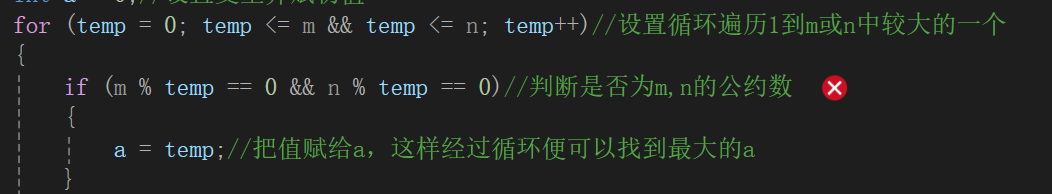 for (temp = 0; temp <= m && temp <= n; temp++)//设置循环遍历1到m或n中较大的一个
{
if (m % temp == 0 && n % temp == 0)//判断是否为m,n的公约数
{
a = temp;//把值赋给a，这样经过循环便可以找到最大的a
}